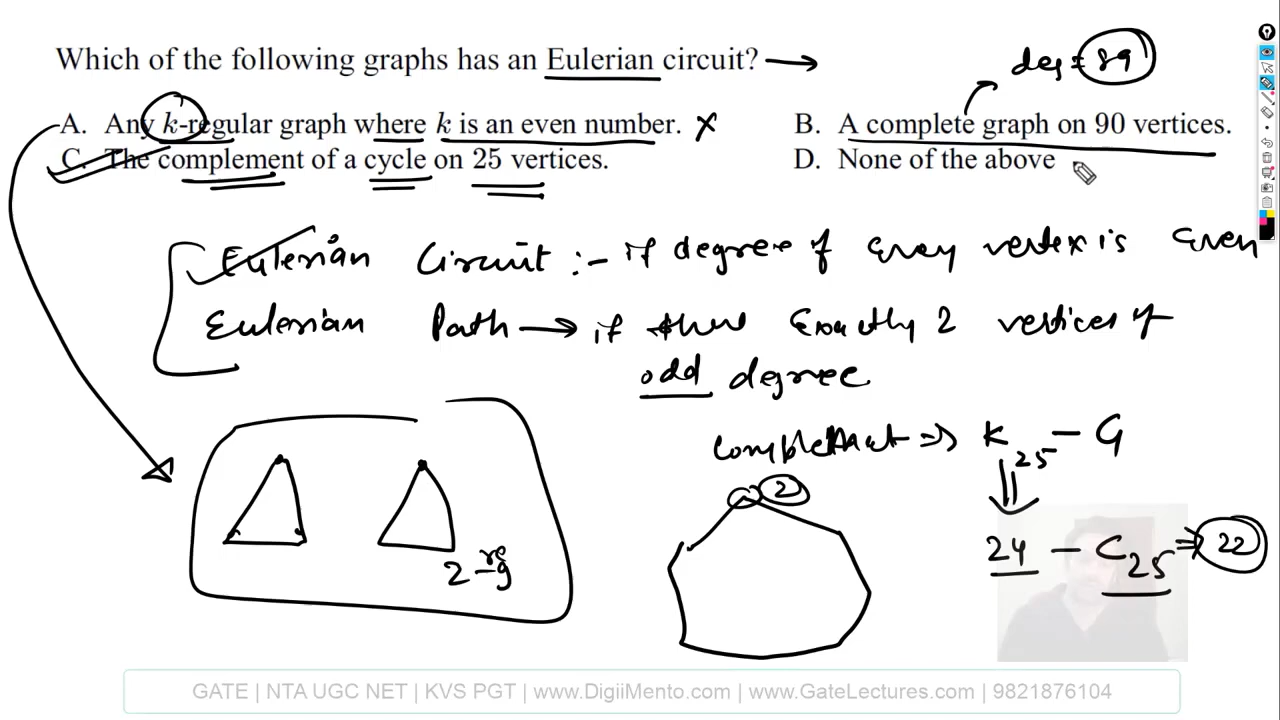 Which of the following graphs has an Eulerian circuit?
deg = 89
A. Any k-regular graph where k is an even number. x
B. A complete graph on 90 vertices.
C. The complement of a cycle on 25 vertices.
D. None of the above
Eulerian Circuit :- if degree of every vertex is Even
Eulerian Path → if there Exactly 2 vertices of
odd degree
complement ⇒ K25 - G
2
24 - C25 ⇒ 22
2-reg
GATE | NTA UGC NET | KVS PGT | www.DigiiMento.com | www.GateLectures.com | 9821876104